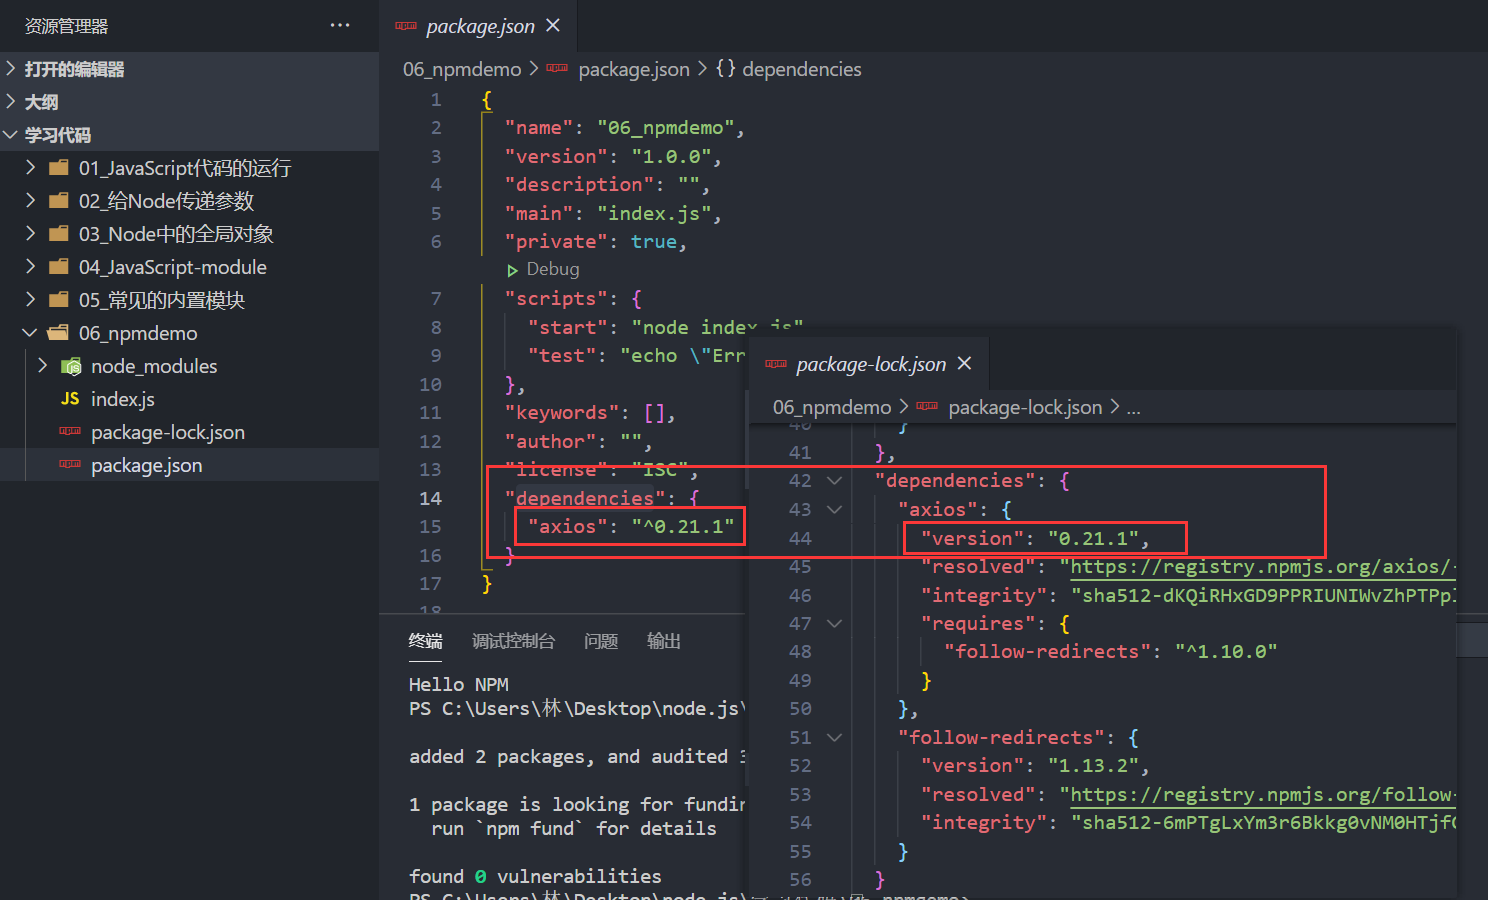 资源管理器
···
打开的编辑器
大纲
学习代码
01_JavaScript代码的运行
02_给Node传递参数
03_Node中的全局对象
04_JavaScript-module
05_常见的内置模块
06_npmdemo
node_modules
JS index.js
package-lock.json
package.json
package.json
06_npmdemo > package.json > {} dependencies
1 {
2 "name": "06_npmdemo",
3 "version": "1.0.0",
4 "description": "",
5 "main": "index.js",
6 "private": true,
Debug
7 "scripts": {
8 "start": "node index.js"
9 "test": "echo \"Err
10 },
11 "keywords": [],
12 "author": "",
13 "license": "ISC",
14 "dependencies": {
15 "axios": "^0.21.1"
16 }
17 }
18
package-lock.json
06_npmdemo > package-lock.json > ...
40 }
41 },
42 "dependencies": {
43 "axios": {
44 "version": "0.21.1",
45 "resolved": "https://registry.npmjs.org/axios/-
46 "integrity": "sha512-dKQiRHxGD9PPRIUNIWvZhPTPpl
47 "requires": {
48 "follow-redirects": "^1.10.0"
49 }
50 },
51 "follow-redirects": {
52 "version": "1.13.2",
53 "resolved": "https://registry.npmjs.org/follow-
54 "integrity": "sha512-6mPTgLxYm3r6Bkkg0vNM0HTjf
55 }
56 }
终端 调试控制台 问题 输出
Hello NPM
PS C:\Users\林\Desktop\node.js\
added 2 packages, and audited 3
1 package is looking for fundin
run `npm fund` for details
found 0 vulnerabilities
PS C:\Users\林\Desktop\node.js\